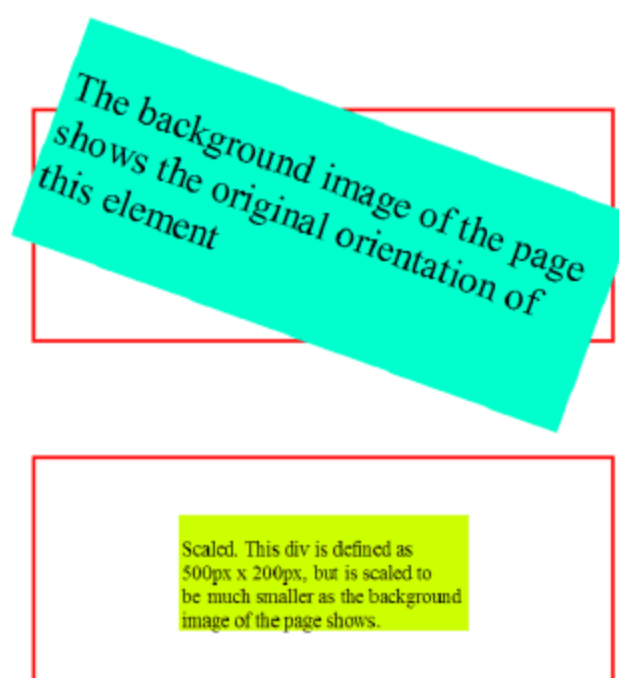 The background image of the page
shows the original orientation of
this element
Scaled. This div is defined as
500px x 200px, but is scaled to
be much smaller as the background
image of the page shows.